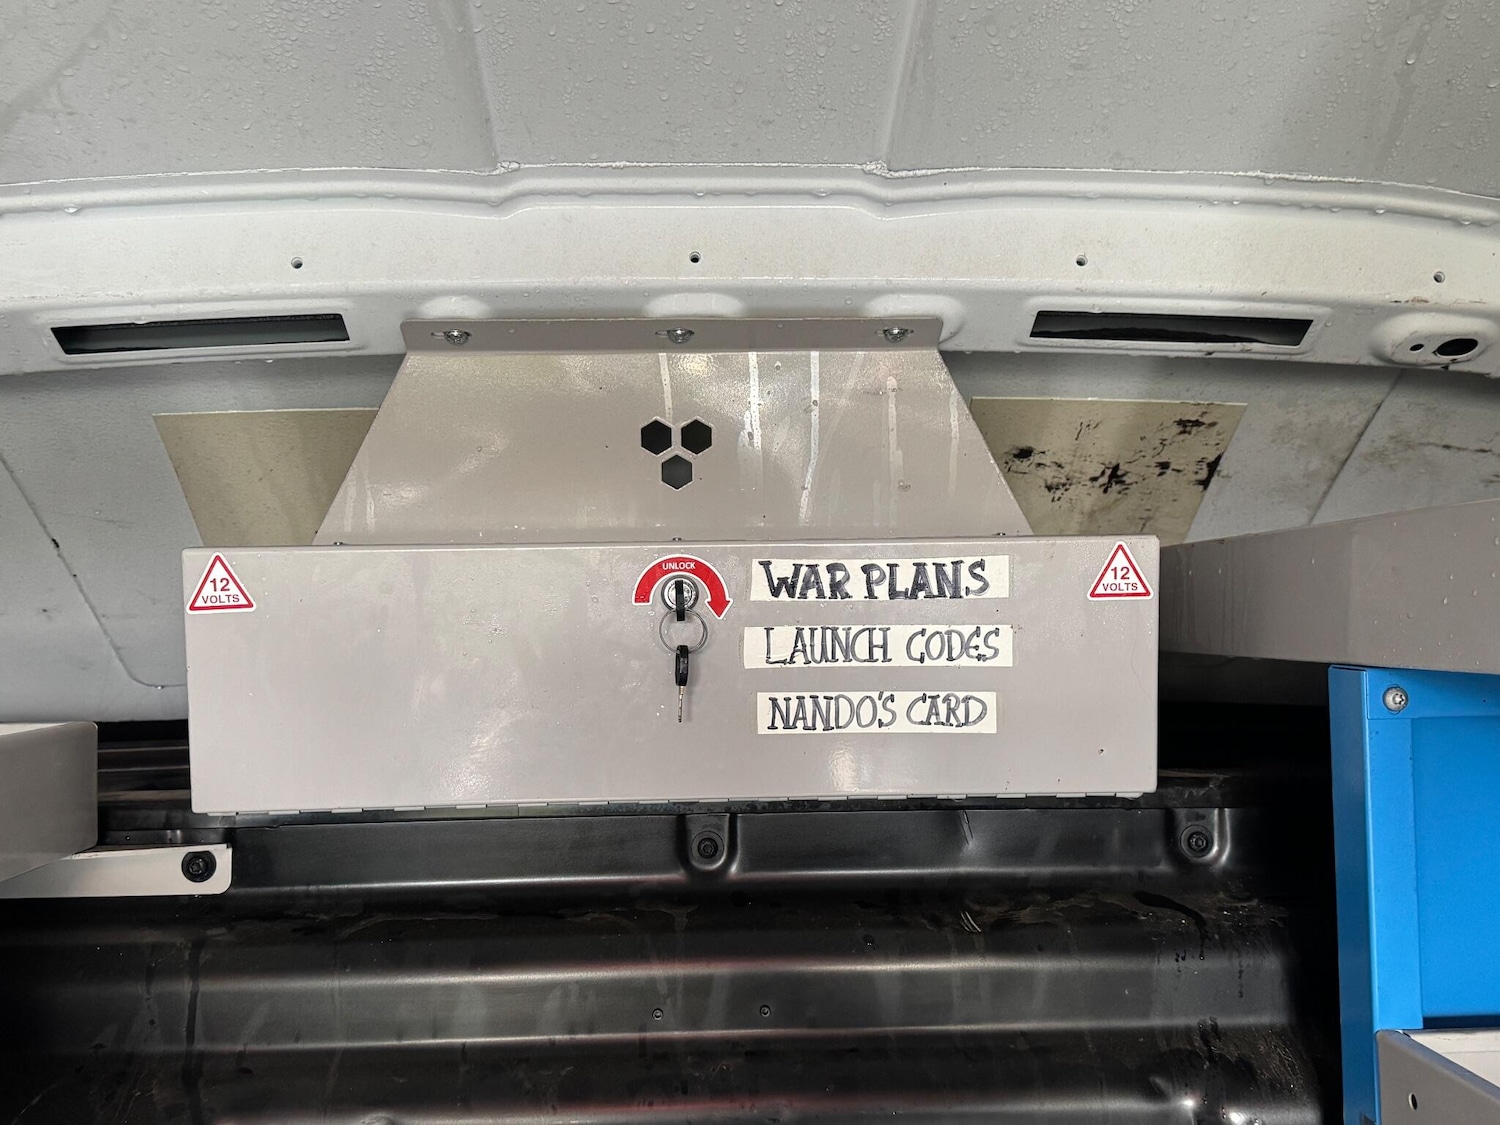 UNLOCK
12
VOLTS
WAR PLANS
12
VOLTS
LAUNCH CODES
NANDO'S CARD